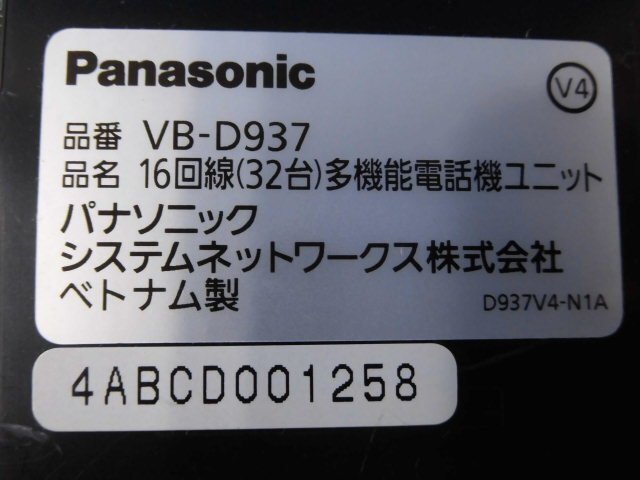 Panasonic
V4
品番 VB-D937
品名 16回線(32台)多機能電話機ユニット
パナソニック
システムネットワークス株式会社
ベトナム製
D937V4-N1A
4ABCD001258